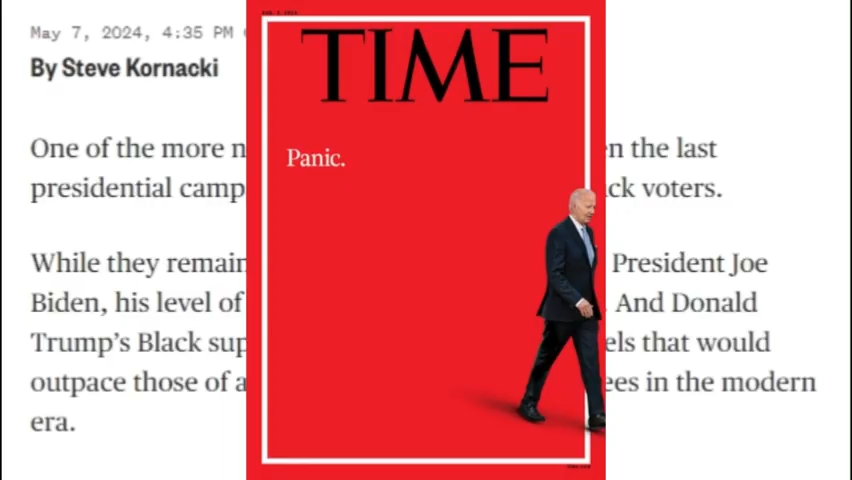 May 7, 2024, 4:35 PM
By Steve Kornacki
TIME
Panic.
One of the more
en the last
presidential camp
ck voters.
While they remain
President Joe
Biden, his level of
. And Donald
Trump's Black sup
els that would
outpace those of a
ees in the modern
era.